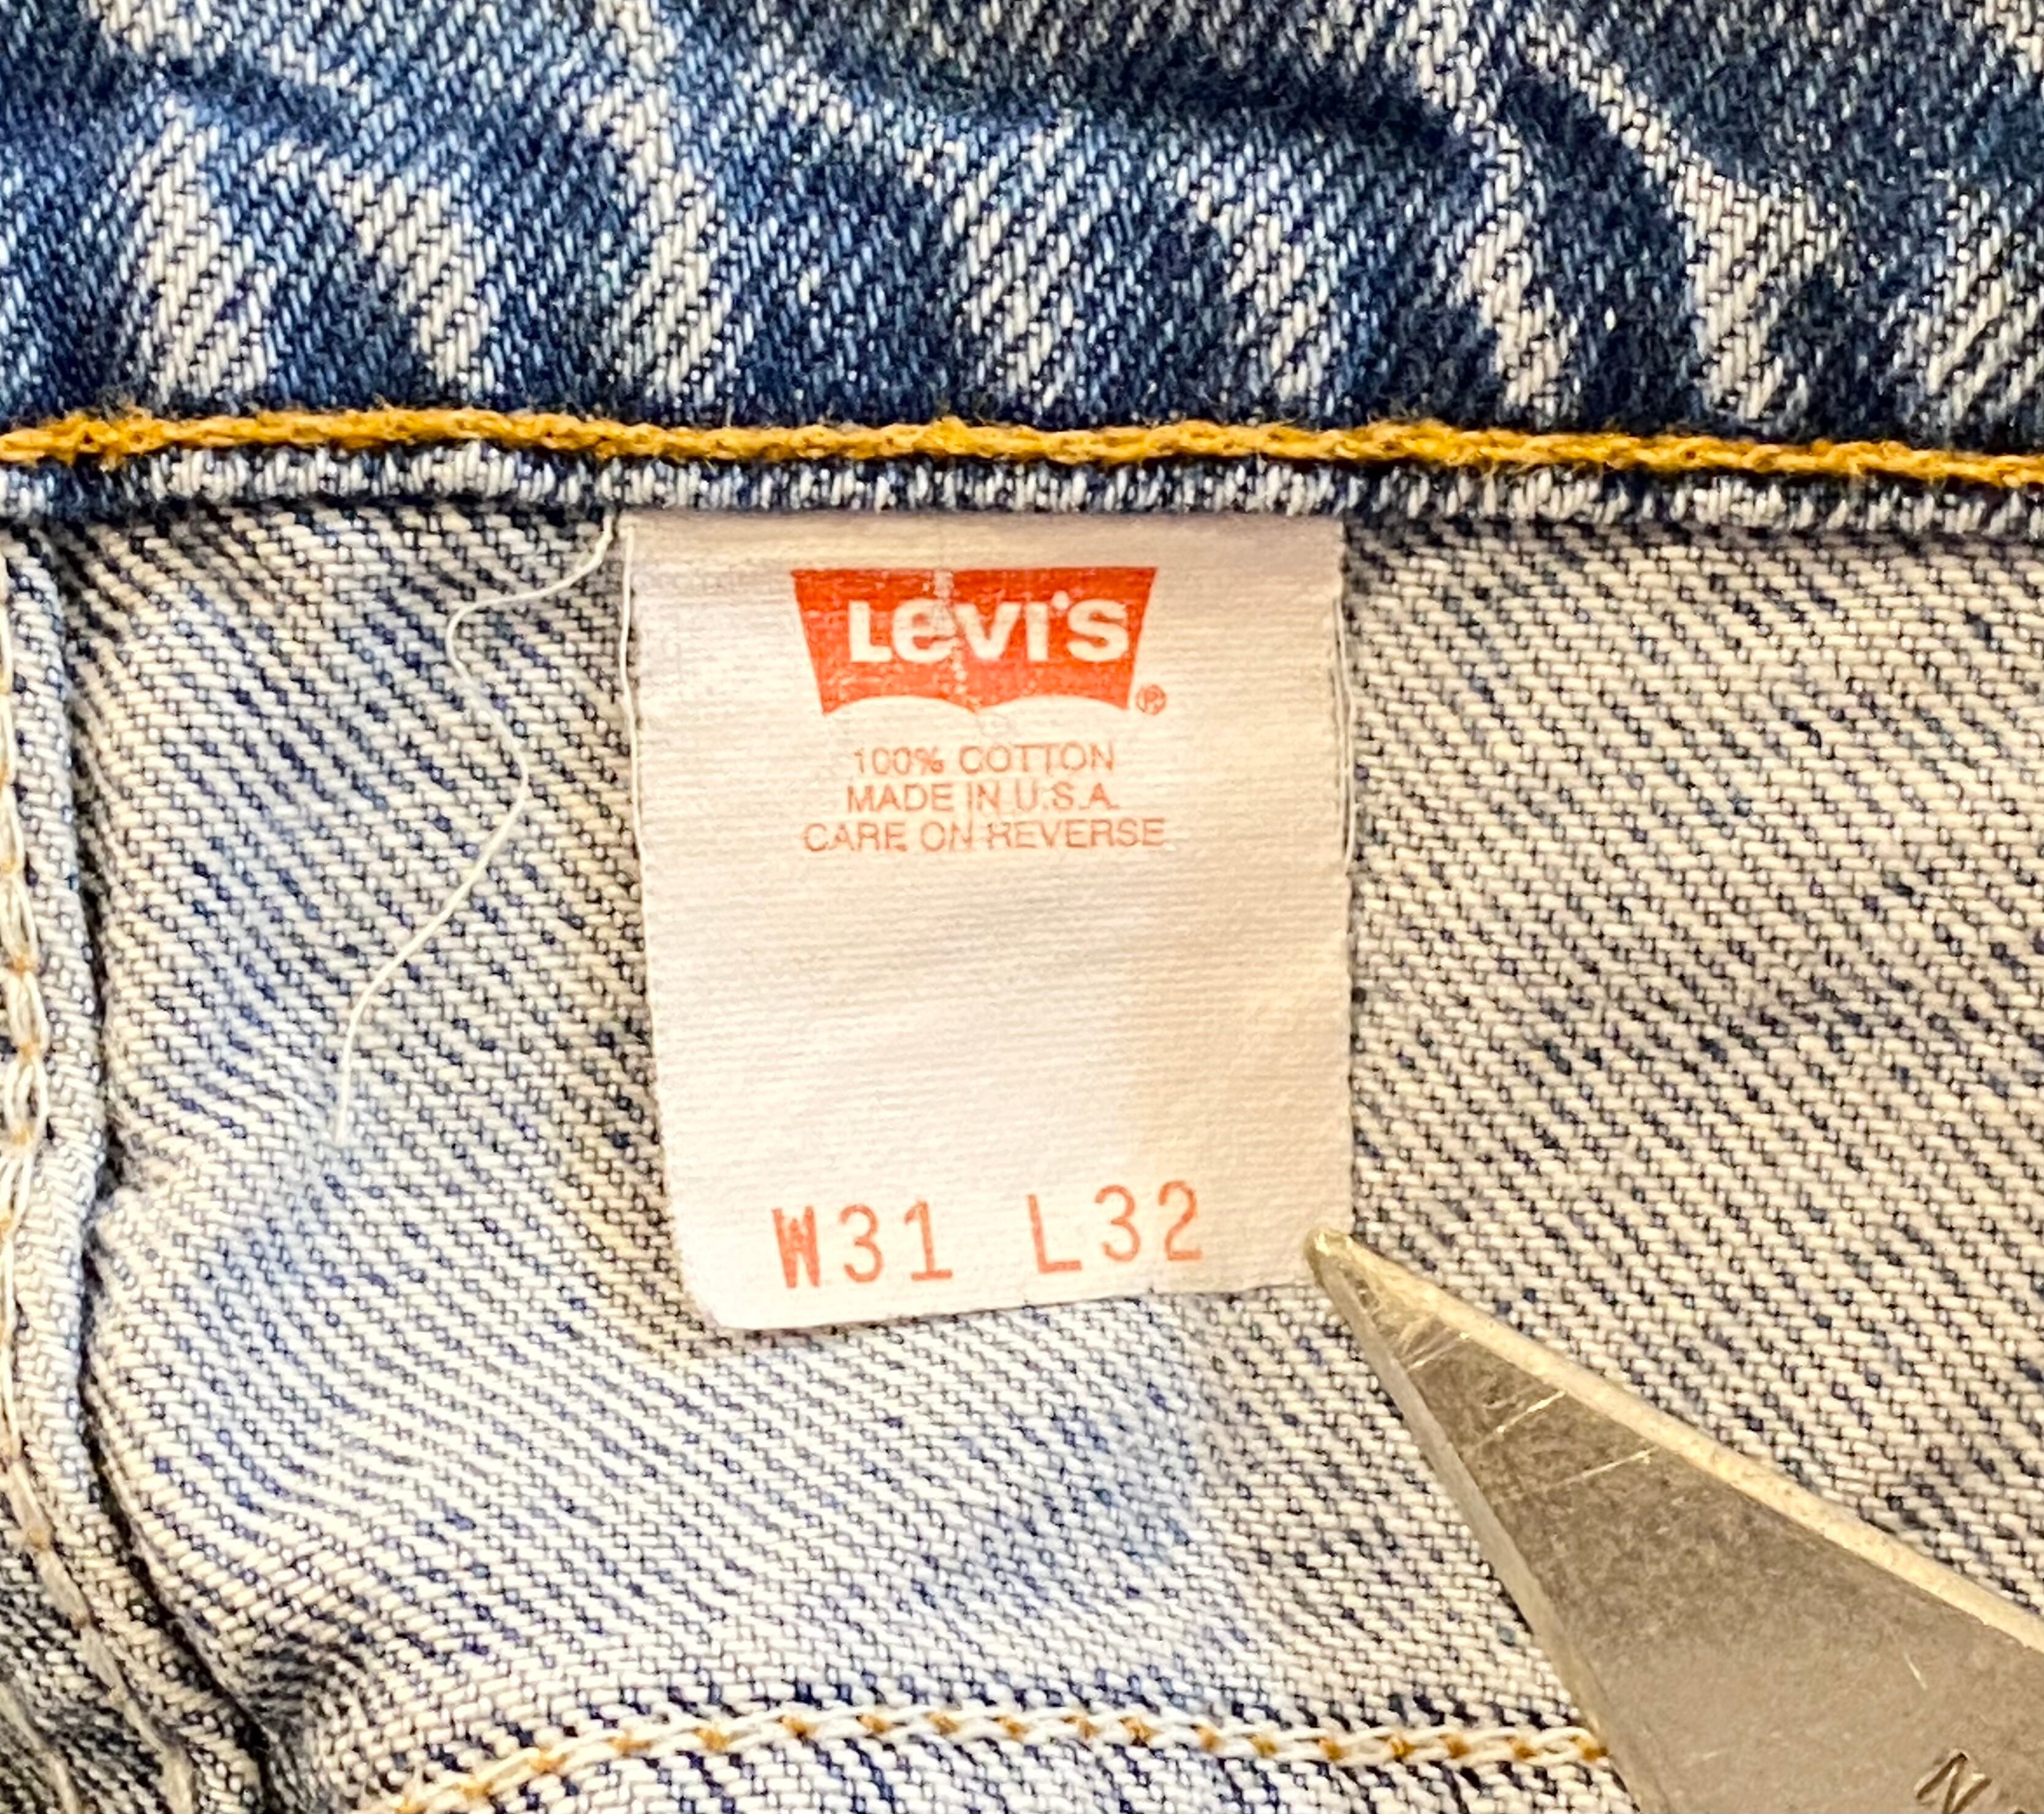 Levi's®
100% COTTON
MADE IN U.S.A.
CARE ON REVERSE
W31 L32